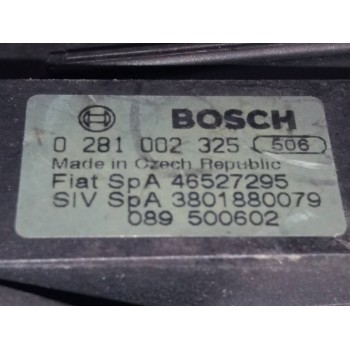 BOSCH
0 281 002 325 506
Made in Czech Republic
Fiat SpA 46527295
SIV SpA 3801880079
089 500602